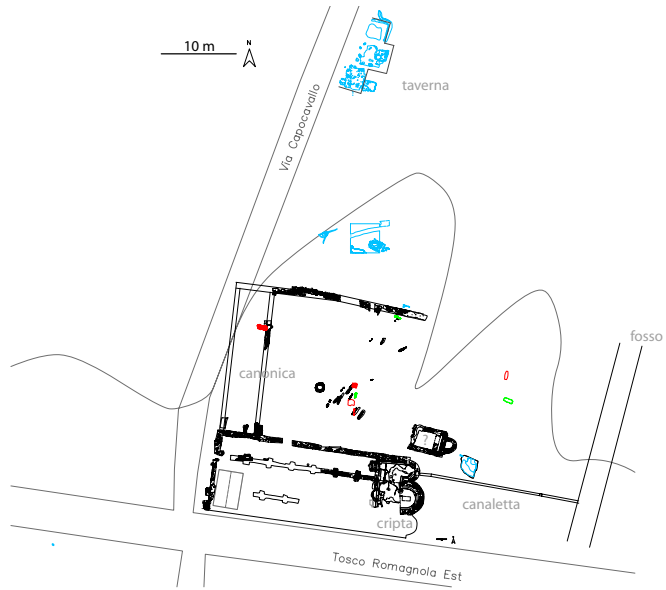 10 m
N
taverna
Via Capocavallo
fosso
canonica
?
canaletta
cripta
Tosco Romagnola Est